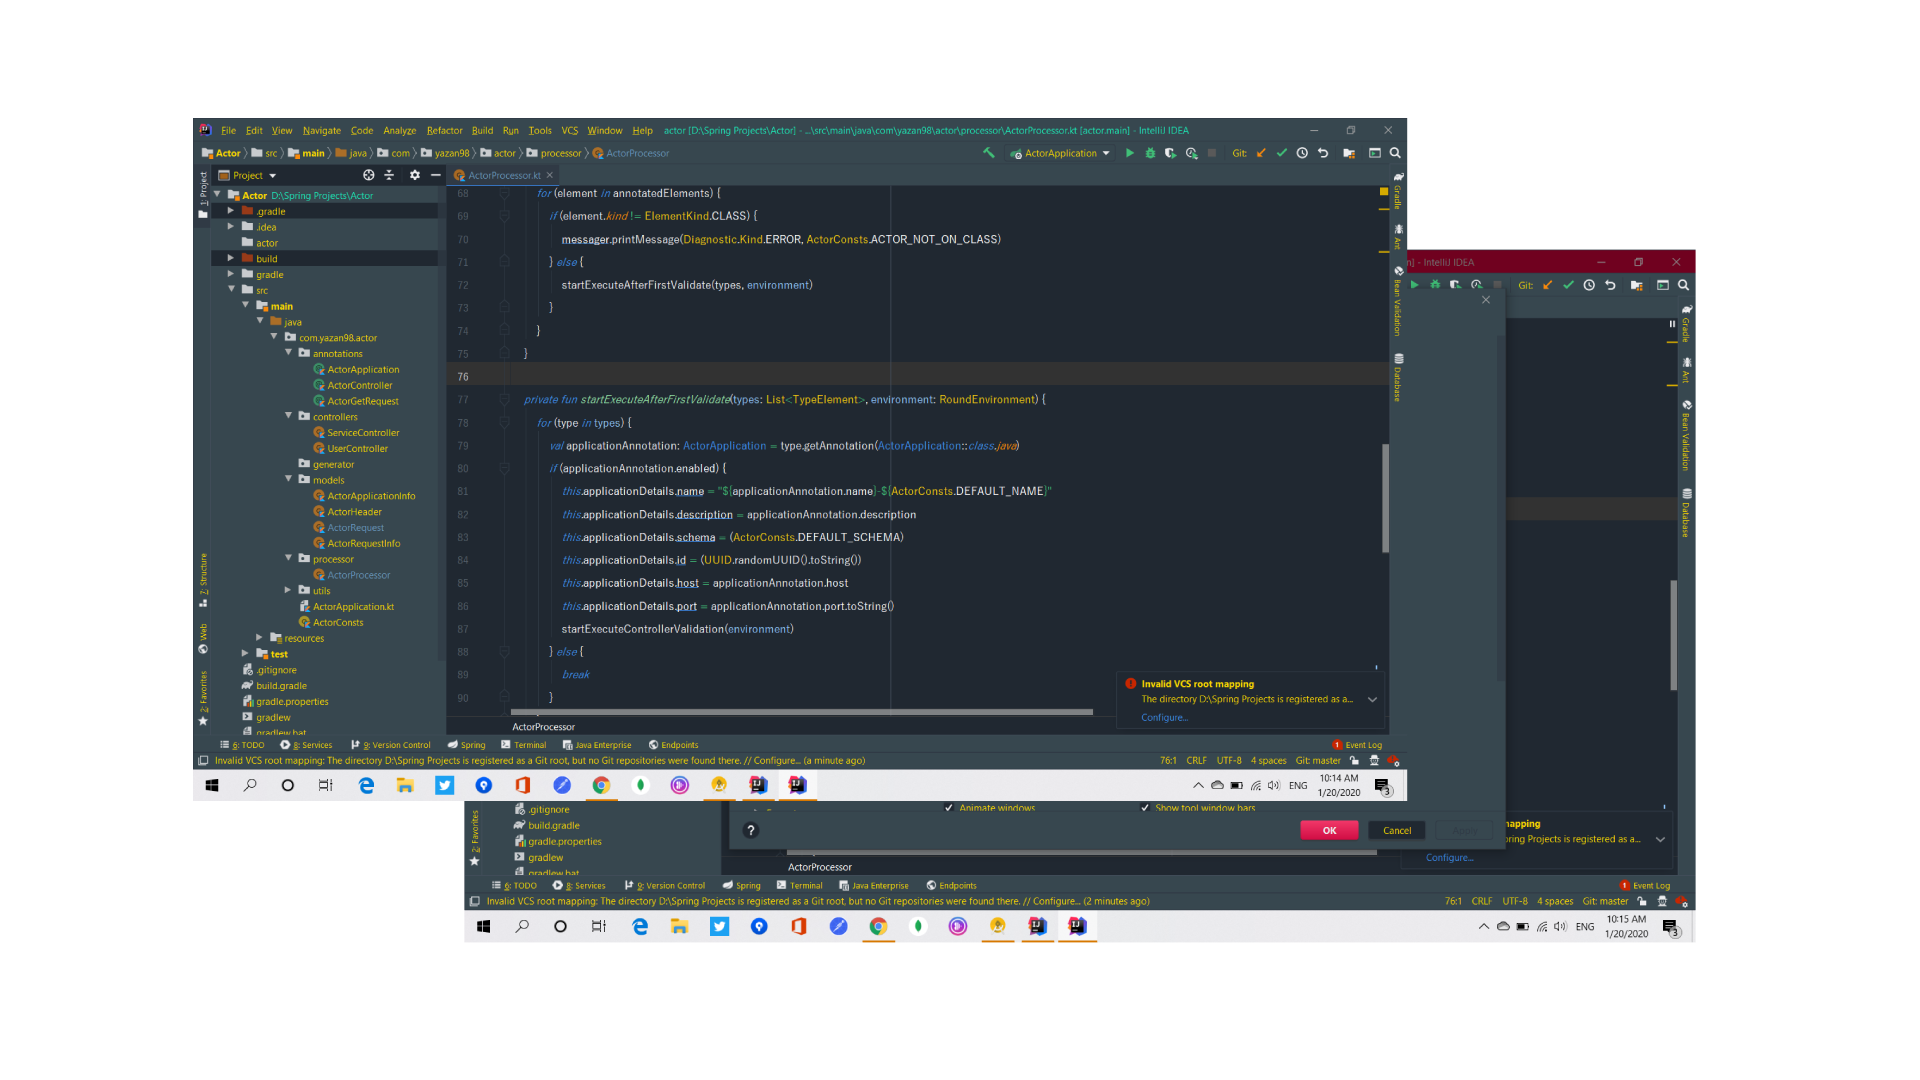 File Edit View Navigate Code Analyze Refactor Build Run Tools VCS Window Help actor [D:\Spring Projects\Actor] - ...\src\main\java\com\yazan98\actor\processor\ActorProcessor.kt [actor.main] - IntelliJ IDEA
Actor src main java com yazan98 actor processor ActorProcessor ActorApplication Git:
Project
ActorProcessor.kt
1: Project
7: Structure
Web
2: Favorites
Actor D:\Spring Projects\Actor
.gradle
.idea
actor
build
gradle
src
main
java
com.yazan98.actor
annotations
ActorApplication
ActorController
ActorGetRequest
controllers
ServiceController
UserController
generator
models
ActorApplicationInfo
ActorHeader
ActorRequest
ActorRequestInfo
processor
ActorProcessor
utils
ActorApplication.kt
ActorConsts
resources
test
.gitignore
build.gradle
gradle.properties
gradlew
gradlew.bat
68 for (element in annotatedElements) {
69 if (element.kind != ElementKind.CLASS) {
70 messager.printMessage(Diagnostic.Kind.ERROR, ActorConsts.ACTOR_NOT_ON_CLASS)
71 } else {
72 startExecuteAfterFirstValidate(types, environment)
73 }
74 }
75 }
76
77 private fun startExecuteAfterFirstValidate(types: List<TypeElement>, environment: RoundEnvironment) {
78 for (type in types) {
79 val applicationAnnotation: ActorApplication = type.getAnnotation(ActorApplication::class.java)
80 if (applicationAnnotation.enabled) {
81 this.applicationDetails.name = "${applicationAnnotation.name}-${ActorConsts.DEFAULT_NAME}"
82 this.applicationDetails.description = applicationAnnotation.description
83 this.applicationDetails.schema = (ActorConsts.DEFAULT_SCHEMA)
84 this.applicationDetails.id = (UUID.randomUUID().toString())
85 this.applicationDetails.host = applicationAnnotation.host
86 this.applicationDetails.port = applicationAnnotation.port.toString()
87 startExecuteControllerValidation(environment)
88 } else {
89 break
90 }
Gradle
Ant
Bean Validation
Database
Invalid VCS root mapping
The directory D:\Spring Projects is registered as a...
Configure...
ActorProcessor
6: TODO 8: Services 9: Version Control Spring Terminal Java Enterprise Endpoints 1 Event Log
Invalid VCS root mapping: The directory D:\Spring Projects is registered as a Git root, but no Git repositories were found there. // Configure... (a minute ago) 76:1 CRLF UTF-8 4 spaces Git: master
ENG 10:14 AM
1/20/2020 3
n] - IntelliJ IDEA
Git:
Gradle
Ant
Bean Validation
Database
2: Favorites
.gitignore
build.gradle
gradle.properties
gradlew
gradlew.bat
Animate windows Show tool window bars
? OK Cancel
mapping
pring Projects is registered as a...
Configure...
ActorProcessor
6: TODO 8: Services 9: Version Control Spring Terminal Java Enterprise Endpoints 1 Event Log
Invalid VCS root mapping: The directory D:\Spring Projects is registered as a Git root, but no Git repositories were found there. // Configure... (2 minutes ago) 76:1 CRLF UTF-8 4 spaces Git: master
ENG 10:15 AM
1/20/2020 3